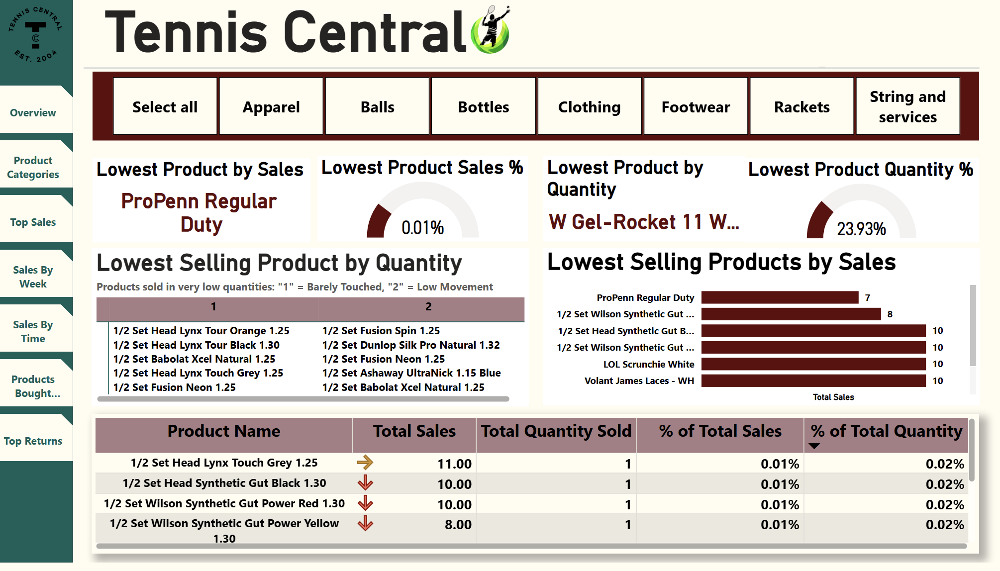 TENNIS CENTRAL
T
C
EST. 2004
Tennis Central
Overview
Product
Categories
Top Sales
Sales By
Week
Sales By
Time
Products
Bought...
Top Returns
Select all
Apparel
Balls
Bottles
Clothing
Footwear
Rackets
String and
services
Lowest Product by Sales
ProPenn Regular
Duty
Lowest Product Sales %
0.01%
Lowest Product by
Quantity
W Gel-Rocket 11 W...
Lowest Product Quantity %
23.93%
Lowest Selling Product by Quantity
Products sold in very low quantities: "1" = Barely Touched, "2" = Low Movement
1 2
1/2 Set Head Lynx Tour Orange 1.25 1/2 Set Fusion Spin 1.25
1/2 Set Head Lynx Tour Black 1.30 1/2 Set Dunlop Silk Pro Natural 1.32
1/2 Set Babolat Xcel Natural 1.25 1/2 Set Fusion Neon 1.25
1/2 Set Head Lynx Touch Grey 1.25 1/2 Set Ashaway UltraNick 1.15 Blue
1/2 Set Fusion Neon 1.25 1/2 Set Babolat Xcel Natural 1.25
Lowest Selling Products by Sales
ProPenn Regular Duty 7
1/2 Set Wilson Synthetic Gut ... 8
1/2 Set Head Synthetic Gut B... 10
1/2 Set Wilson Synthetic Gut ... 10
LOL Scrunchie White 10
Volant James Laces - WH 10
Total Sales
Product Name Total Sales Total Quantity Sold % of Total Sales % of Total Quantity
1/2 Set Head Lynx Touch Grey 1.25 11.00 1 0.01% 0.02%
1/2 Set Head Synthetic Gut Black 1.30 10.00 1 0.01% 0.02%
1/2 Set Wilson Synthetic Gut Power Red 1.30 10.00 1 0.01% 0.02%
1/2 Set Wilson Synthetic Gut Power Yellow 8.00 1 0.01% 0.02%
1.30